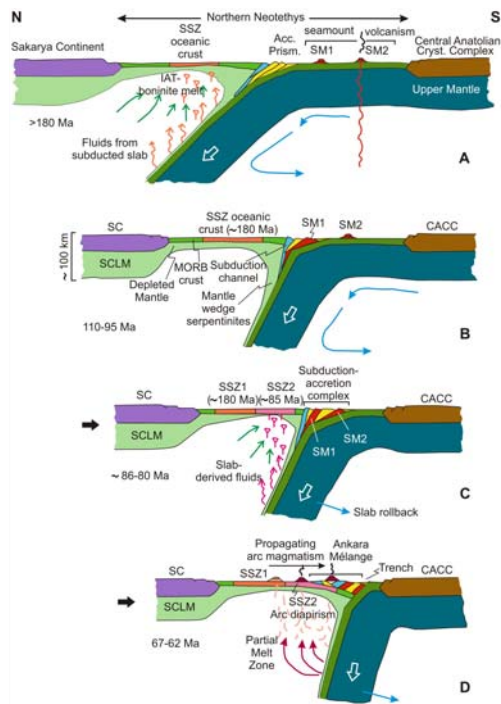 N
Northern Neotethys
S
Sakarya Continent
SSZ
oceanic
crust
Acc.
Prism.
seamount
volcanism
SM1
SM2
Central Anatolian
Cryst. Complex
IAT-
boninite melt
Upper Mantle
Fluids from
subducted slab
>180 Ma
A
SC
SSZ oceanic
crust (~180 Ma)
SM1
SM2
CACC
~ 100 km
SCLM
Depleted
Mantle
MORB
crust
Subduction
channel
Mantle
wedge
serpentinites
110-95 Ma
B
SC
SSZ1
(~180 Ma)
SSZ2
(~85 Ma)
Subduction-
accretion
complex
CACC
SCLM
SM1
SM2
Slab-
derived fluids
~ 86-80 Ma
Slab rollback
C
Propagating
arc magmatism
Ankara
Mélange
SC
SSZ1
Trench
CACC
SCLM
SSZ2
Arc diapirism
Partial
Melt
Zone
67-62 Ma
D